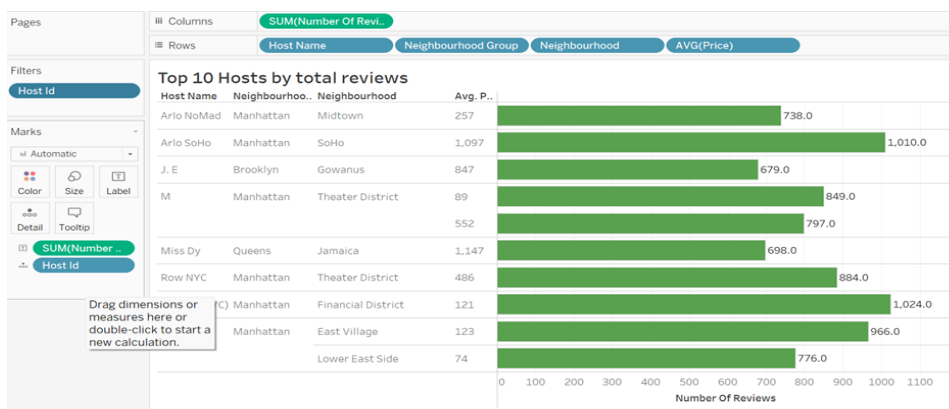 Pages
iii Columns SUM(Number Of Revi..
Rows Host Name Neighbourhood Group Neighbourhood AVG(Price)
Filters
Host Id
Marks
Automatic
Color Size Label
Detail Tooltip
SUM(Number ..
Host Id
Drag dimensions or
measures here or
double-click to start a
new calculation.
Top 10 Hosts by total reviews
Host Name Neighbourhoo.. Neighbourhood Avg. P..
Arlo NoMad Manhattan Midtown 257 738.0
Arlo SoHo Manhattan SoHo 1,097 1,010.0
J. E Brooklyn Gowanus 847 679.0
M Manhattan Theater District 89 849.0
552 797.0
Miss Dy Queens Jamaica 1,147 698.0
Row NYC Manhattan Theater District 486 884.0
C) Manhattan Financial District 121 1,024.0
Manhattan East Village 123 966.0
Lower East Side 74 776.0
0 100 200 300 400 500 600 700 800 900 1000 1100
Number Of Reviews